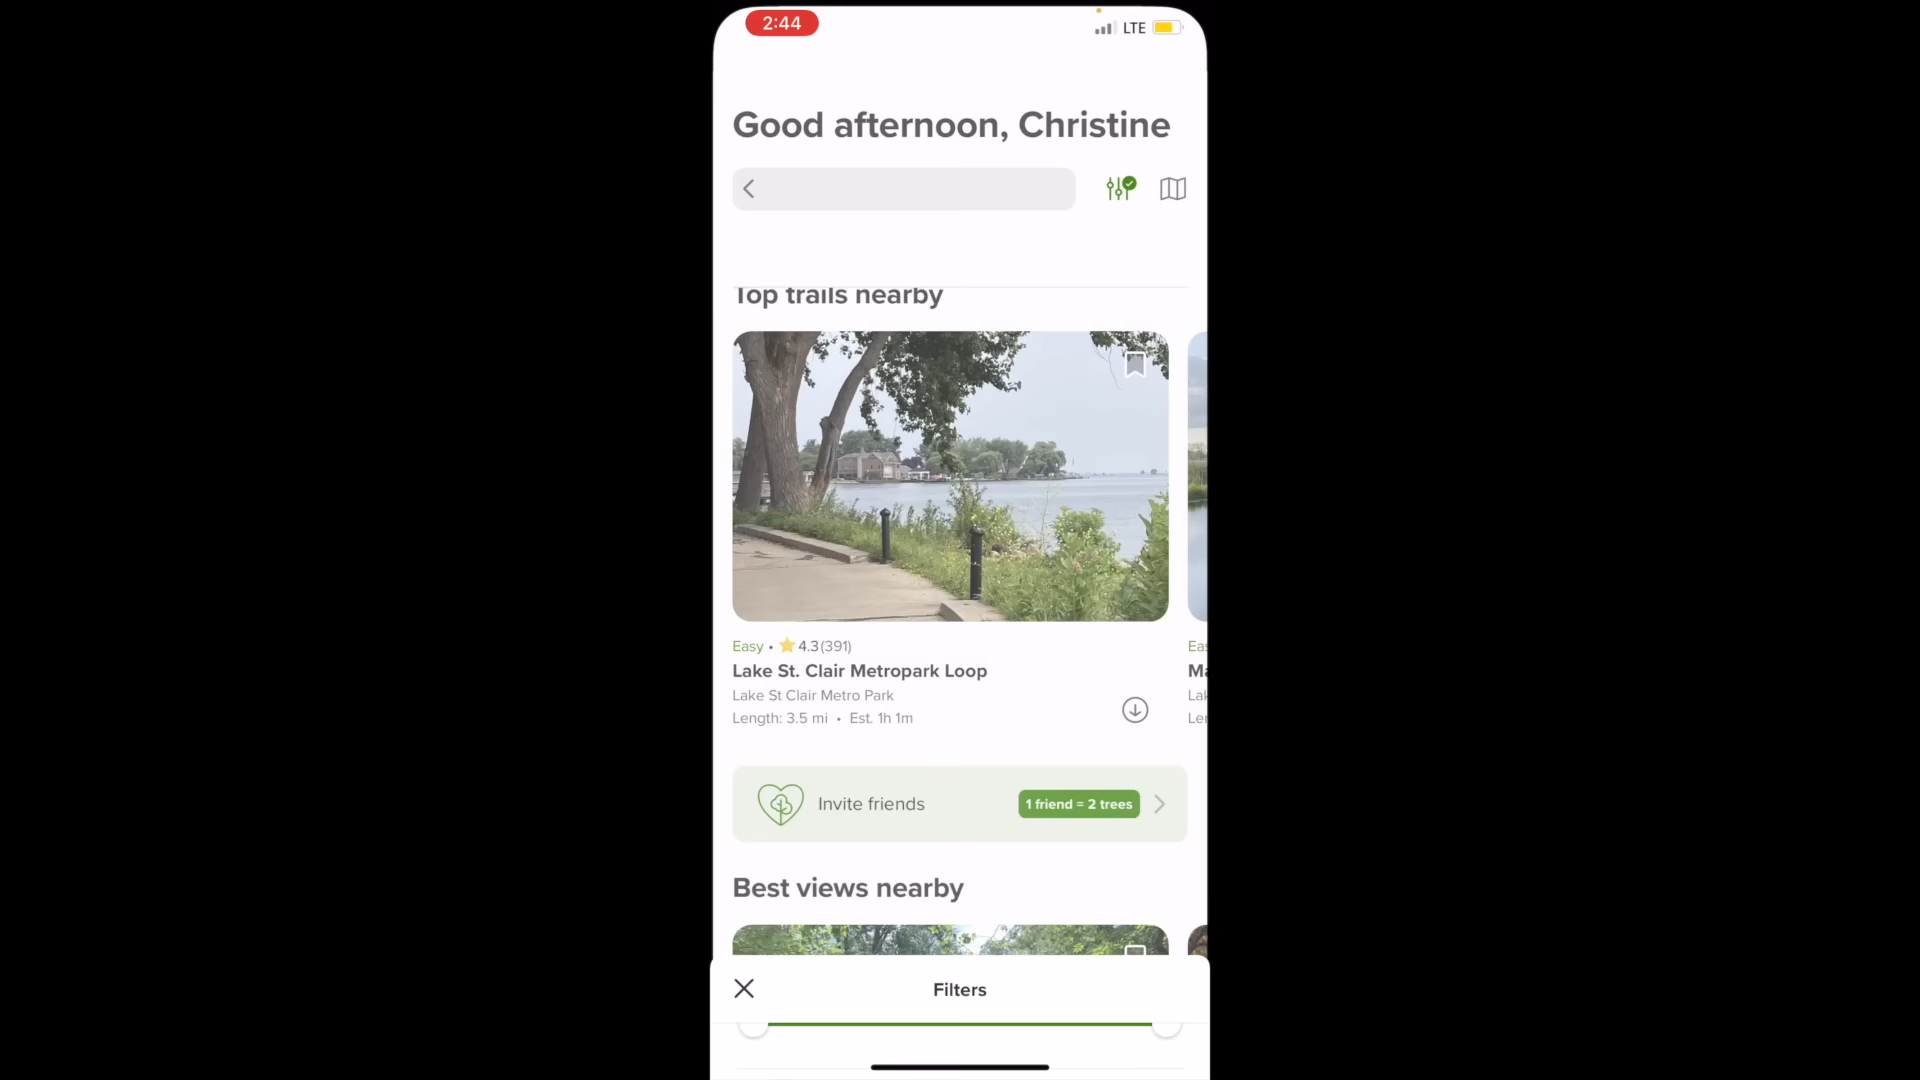 2:44
LTE
Good afternoon, Christine
Top trails nearby
Easy • 4.3 (391)
Lake St. Clair Metropark Loop
Lake St Clair Metro Park
Length: 3.5 mi • Est. 1h 1m
Invite friends
1 friend = 2 trees
Best views nearby
Filters